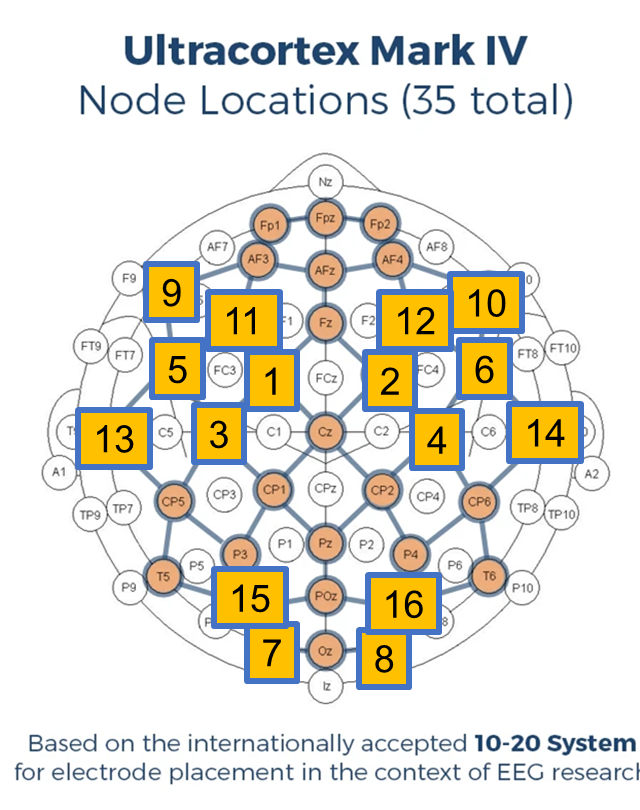 Ultracortex Mark IV
Node Locations (35 total)
Nz
Fp1 Fpz Fp2
AF7 AF8
AF3 AFz AF4
F9
9 10
11 F1 Fz F2 12
FT9 FT7 FT8 FT10
5 FC3 1 FCz 2 FC4 6
13 C5 3 C1 Cz C2 4 C6 14
A1 A2
CP5 CP3 CP1 CPz CP2 CP4 CP6
TP9 TP7 TP8 TP10
P3 P1 Pz P2 P4
T5 P5 P6 T6
P9 P10
15 POz 16
7 Oz 8
Iz
Based on the internationally accepted 10-20 System
for electrode placement in the context of EEG researc